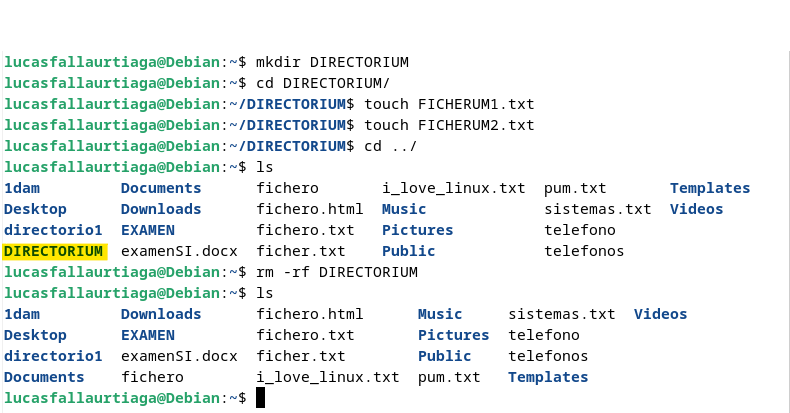 lucasfallaurtiaga@Debian:~$ mkdir DIRECTORIUM
lucasfallaurtiaga@Debian:~$ cd DIRECTORIUM/
lucasfallaurtiaga@Debian:~/DIRECTORIUM$ touch FICHERUM1.txt
lucasfallaurtiaga@Debian:~/DIRECTORIUM$ touch FICHERUM2.txt
lucasfallaurtiaga@Debian:~/DIRECTORIUM$ cd ../
lucasfallaurtiaga@Debian:~$ ls
1dam         Documents      fichero       i_love_linux.txt  pum.txt       Templates
Desktop      Downloads      fichero.html  Music             sistemas.txt  Videos
directorio1  EXAMEN         fichero.txt   Pictures          telefono
DIRECTORIUM  examenSI.docx  ficher.txt    Public            telefonos
lucasfallaurtiaga@Debian:~$ rm -rf DIRECTORIUM
lucasfallaurtiaga@Debian:~$ ls
1dam         Downloads      fichero.html      Music     sistemas.txt  Videos
Desktop      EXAMEN         fichero.txt       Pictures  telefono
directorio1  examenSI.docx  ficher.txt        Public    telefonos
Documents    fichero        i_love_linux.txt  pum.txt   Templates
lucasfallaurtiaga@Debian:~$